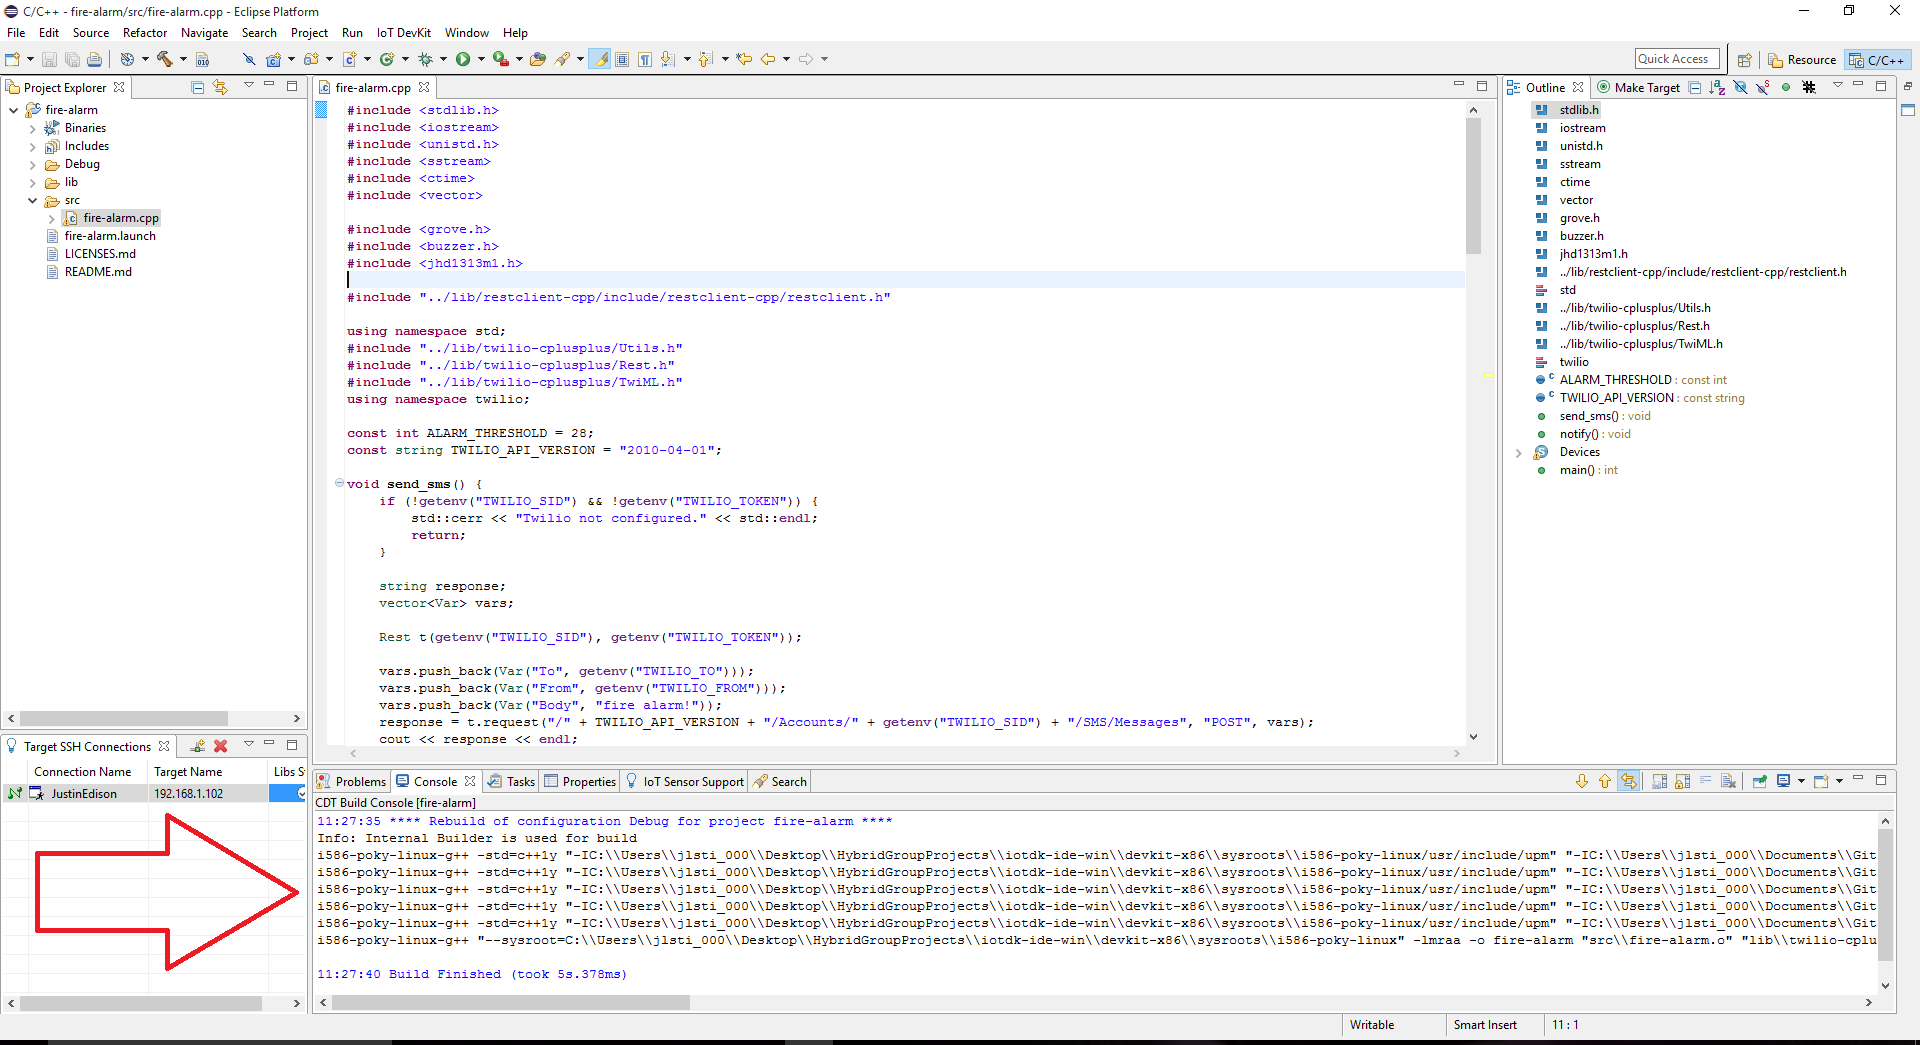 C/C++ - fire-alarm/src/fire-alarm.cpp - Eclipse Platform
File Edit Source Refactor Navigate Search Project Run IoT DevKit Window Help
Quick Access Resource C/C++
Project Explorer
fire-alarm
Binaries
Includes
Debug
lib
src
fire-alarm.cpp
fire-alarm.launch
LICENSES.md
README.md
fire-alarm.cpp
#include <stdlib.h>
#include <iostream>
#include <unistd.h>
#include <sstream>
#include <ctime>
#include <vector>
#include <grove.h>
#include <buzzer.h>
#include <jhd1313m1.h>
#include "../lib/restclient-cpp/include/restclient-cpp/restclient.h"
using namespace std;
#include "../lib/twilio-cplusplus/Utils.h"
#include "../lib/twilio-cplusplus/Rest.h"
#include "../lib/twilio-cplusplus/TwiML.h"
using namespace twilio;
const int ALARM_THRESHOLD = 28;
const string TWILIO_API_VERSION = "2010-04-01";
void send_sms() {
if (!getenv("TWILIO_SID") && !getenv("TWILIO_TOKEN")) {
std::cerr << "Twilio not configured." << std::endl;
return;
}
string response;
vector<Var> vars;
Rest t(getenv("TWILIO_SID"), getenv("TWILIO_TOKEN"));
vars.push_back(Var("To", getenv("TWILIO_TO")));
vars.push_back(Var("From", getenv("TWILIO_FROM")));
vars.push_back(Var("Body", "fire alarm!"));
response = t.request("/" + TWILIO_API_VERSION + "/Accounts/" + getenv("TWILIO_SID") + "/SMS/Messages", "POST", vars);
cout << response << endl;
Outline Make Target
stdlib.h
iostream
unistd.h
sstream
ctime
vector
grove.h
buzzer.h
jhd1313m1.h
../lib/restclient-cpp/include/restclient-cpp/restclient.h
std
../lib/twilio-cplusplus/Utils.h
../lib/twilio-cplusplus/Rest.h
../lib/twilio-cplusplus/TwiML.h
twilio
ALARM_THRESHOLD : const int
TWILIO_API_VERSION : const string
send_sms() : void
notify() : void
Devices
main() : int
Target SSH Connections
Connection Name Target Name Libs S
JustinEdison 192.168.1.102
Problems Console Tasks Properties IoT Sensor Support Search
CDT Build Console [fire-alarm]
11:27:35 **** Rebuild of configuration Debug for project fire-alarm ****
Info: Internal Builder is used for build
i586-poky-linux-g++ -std=c++1y "-IC:\\Users\\jlsti_000\\Desktop\\HybridGroupProjects\\iotdk-ide-win\\devkit-x86\\sysroots\\i586-poky-linux/usr/include/upm" "-IC:\\Users\\jlsti_000\\Documents\\Git
i586-poky-linux-g++ -std=c++1y "-IC:\\Users\\jlsti_000\\Desktop\\HybridGroupProjects\\iotdk-ide-win\\devkit-x86\\sysroots\\i586-poky-linux/usr/include/upm" "-IC:\\Users\\jlsti_000\\Documents\\Git
i586-poky-linux-g++ -std=c++1y "-IC:\\Users\\jlsti_000\\Desktop\\HybridGroupProjects\\iotdk-ide-win\\devkit-x86\\sysroots\\i586-poky-linux/usr/include/upm" "-IC:\\Users\\jlsti_000\\Documents\\Git
i586-poky-linux-g++ -std=c++1y "-IC:\\Users\\jlsti_000\\Desktop\\HybridGroupProjects\\iotdk-ide-win\\devkit-x86\\sysroots\\i586-poky-linux/usr/include/upm" "-IC:\\Users\\jlsti_000\\Documents\\Git
i586-poky-linux-g++ -std=c++1y "-IC:\\Users\\jlsti_000\\Desktop\\HybridGroupProjects\\iotdk-ide-win\\devkit-x86\\sysroots\\i586-poky-linux/usr/include/upm" "-IC:\\Users\\jlsti_000\\Documents\\Git
i586-poky-linux-g++ "--sysroot=C:\\Users\\jlsti_000\\Desktop\\HybridGroupProjects\\iotdk-ide-win\\devkit-x86\\sysroots\\i586-poky-linux" -lmraa -o fire-alarm "src\\fire-alarm.o" "lib\\twilio-cplu
11:27:40 Build Finished (took 5s.378ms)
Writable Smart Insert 11 : 1